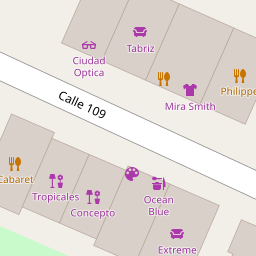 Tabriz
Ciudad
Optica
Philippe
Mira Smith
Calle 109
Cabaret
Tropicales
Concepto
Ocean
Blue
Extreme